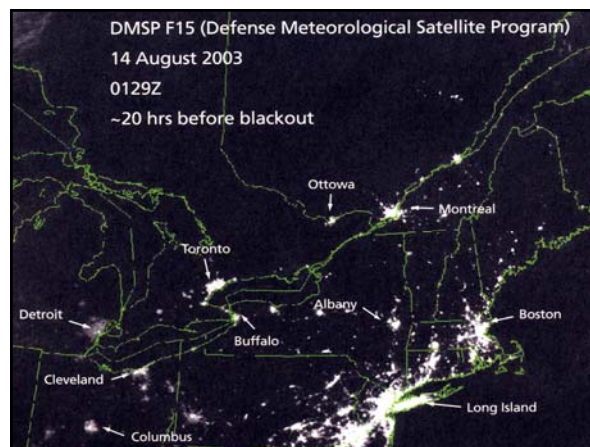 DMSP F15 (Defense Meteorological Satellite Program)
14 August 2003
0129Z
~20 hrs before blackout
Ottowa
Montreal
Toronto
Detroit
Albany
Boston
Buffalo
Cleveland
Long Island
Columbus